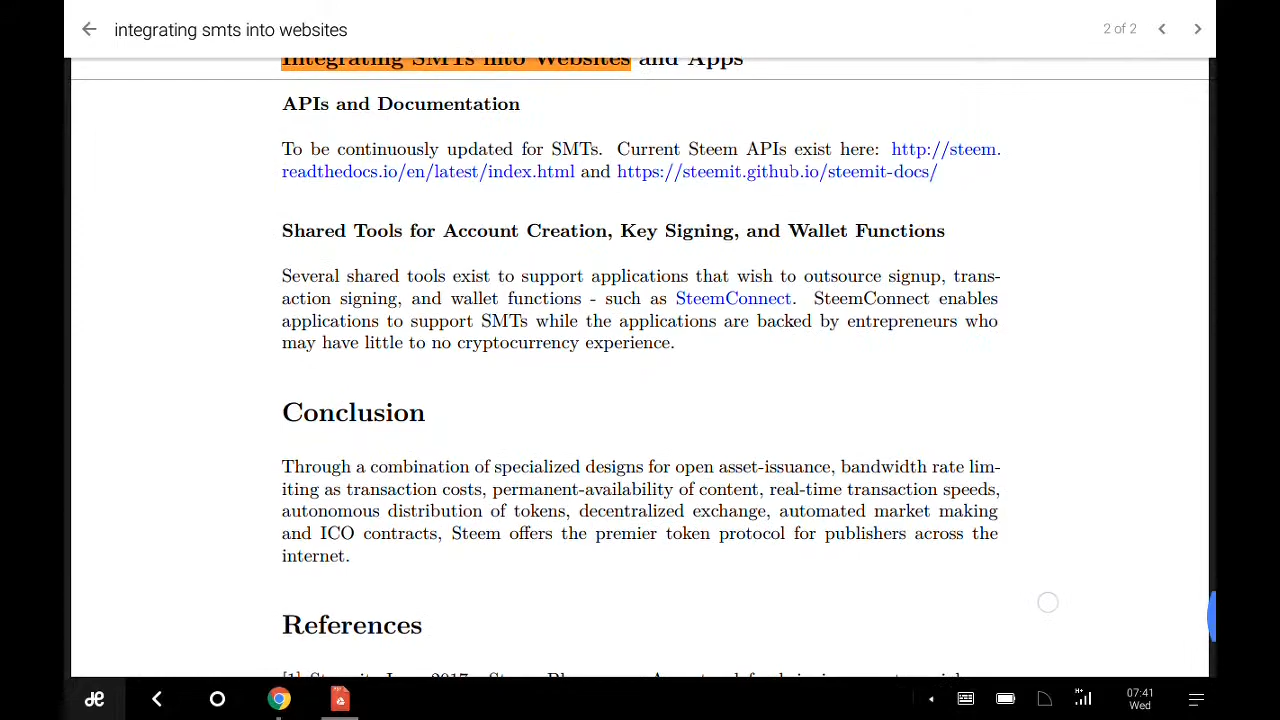 integrating smts into websites
2 of 2
Integrating SMTs into Websites and Apps
APIs and Documentation
To be continuously updated for SMTs. Current Steem APIs exist here: http://steem.
readthedocs.io/en/latest/index.html and https://steemit.github.io/steemit-docs/
Shared Tools for Account Creation, Key Signing, and Wallet Functions
Several shared tools exist to support applications that wish to outsource signup, trans-
action signing, and wallet functions - such as SteemConnect. SteemConnect enables
applications to support SMTs while the applications are backed by entrepreneurs who
may have little to no cryptocurrency experience.
Conclusion
Through a combination of specialized designs for open asset-issuance, bandwidth rate lim-
iting as transaction costs, permanent-availability of content, real-time transaction speeds,
autonomous distribution of tokens, decentralized exchange, automated market making
and ICO contracts, Steem offers the premier token protocol for publishers across the
internet.
References
07:41
Wed